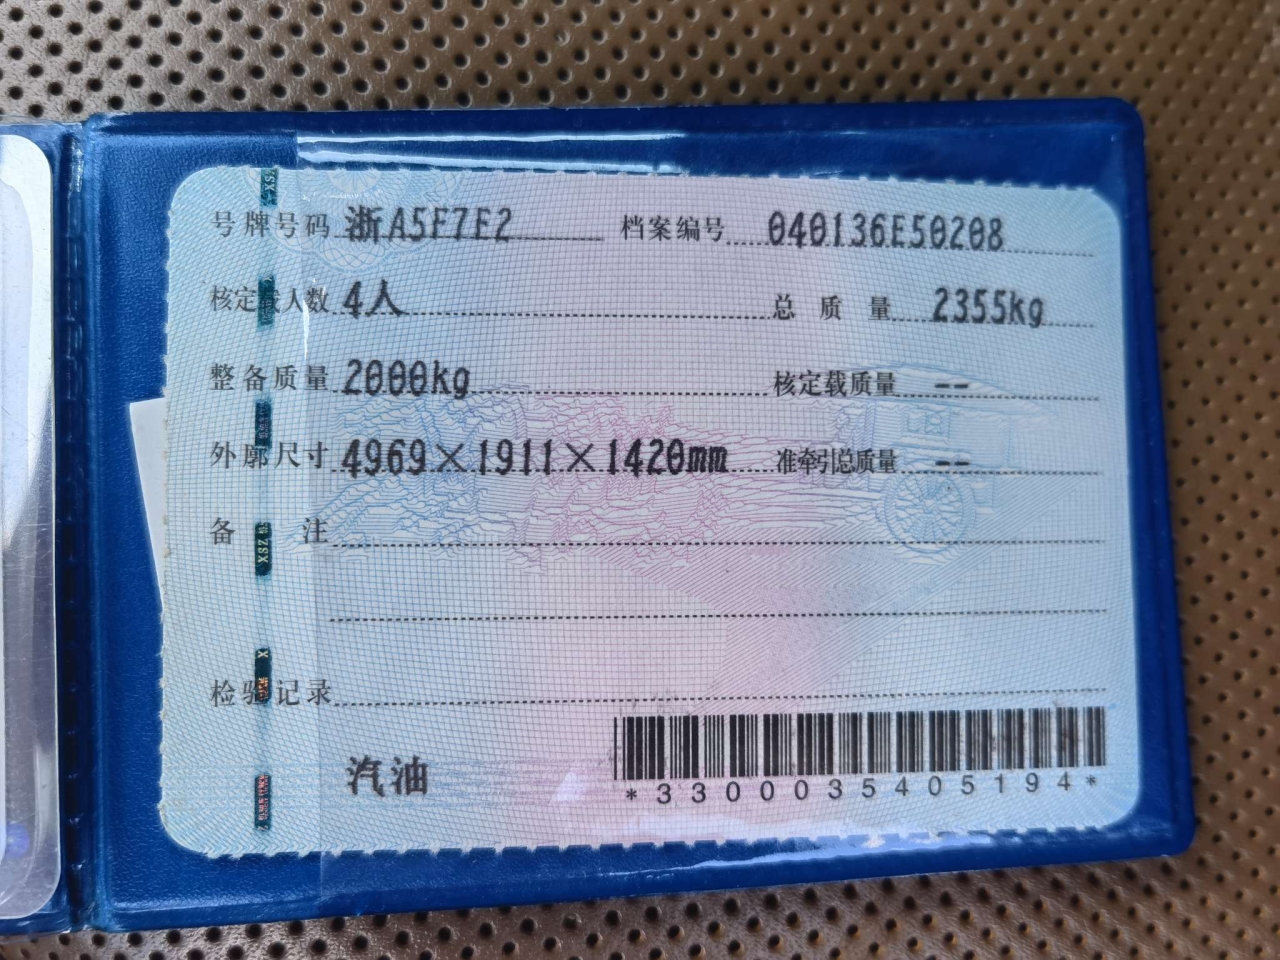 号牌号码 浙A5F7E2 档案编号 040136E50208
核定载人数 4人 总质量 2355kg
整备质量 2000kg 核定载质量 --
外廓尺寸 4969×1911×1420mm 准牵引总质量 --
备注
检验记录
汽油
*3300035405194*